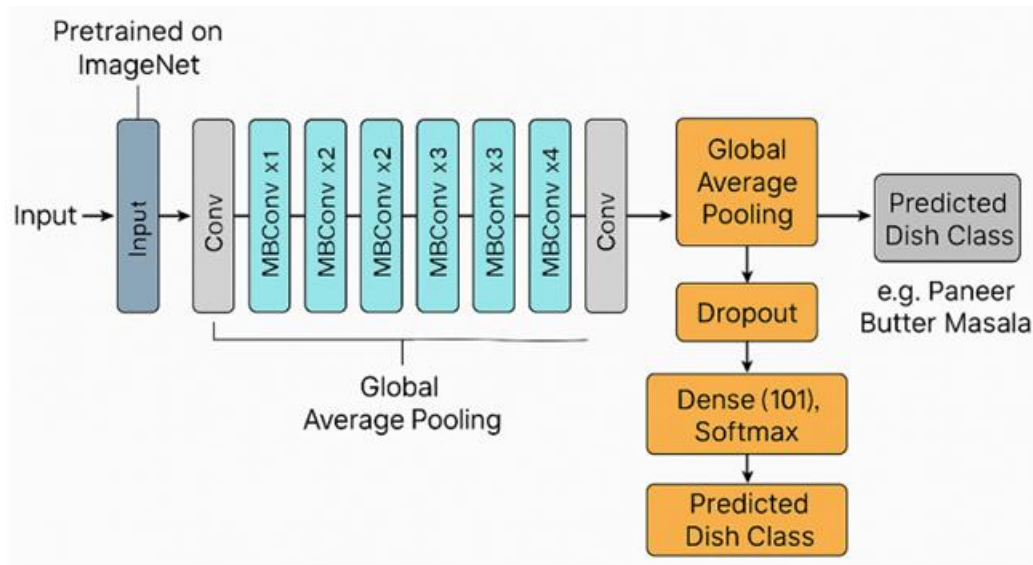 Pretrained on
ImageNet
Input
Input
Conv
MBConv x1
MBConv x2
MBConv x2
MBConv x3
MBConv x3
MBConv x4
Conv
Global
Average Pooling
Global
Average
Pooling
Dropout
Dense (101),
Softmax
Predicted
Dish Class
Predicted
Dish Class
e.g. Paneer
Butter Masala